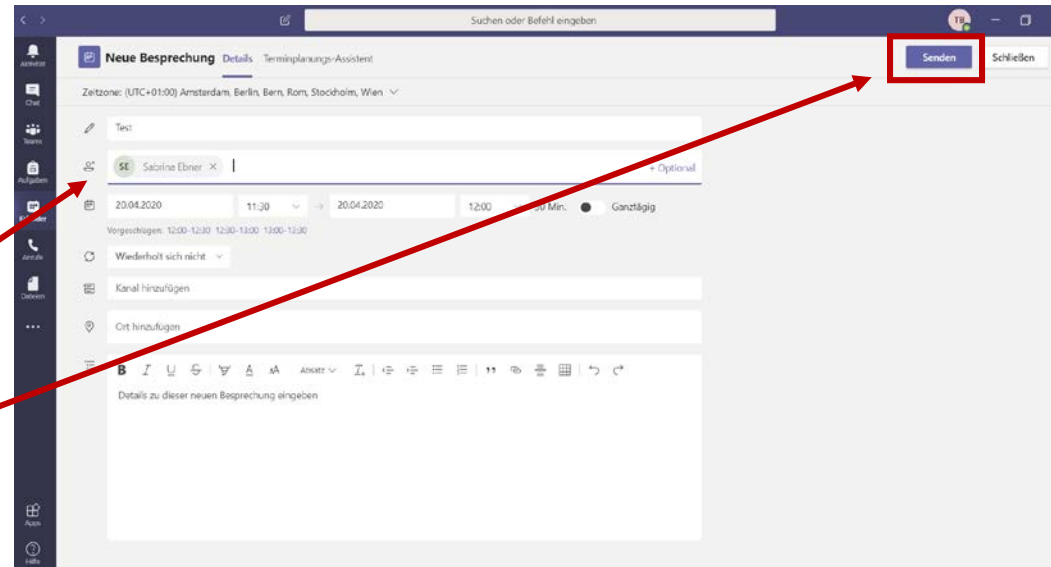 Suchen oder Befehl eingeben
TB
Aktivität
Chat
Teams
Aufgaben
Anrufe
Dateien
Apps
Hilfe
Neue Besprechung Details Terminplanungs-Assistent
Senden Schließen
Zeitzone: (UTC+01:00) Amsterdam, Berlin, Bern, Rom, Stockholm, Wien
Test
SE Sabrina Ebner × + Optional
20.04.2020 11:30 → 20.04.2020 12:00 Min. Ganztägig
Vorgeschlagen: 12:00-12:30 12:30-13:00 13:00-13:30
Wiederholt sich nicht
Kanal hinzufügen
Ort hinzufügen
B I U S A AA Absatz
Details zu dieser neuen Besprechung eingeben